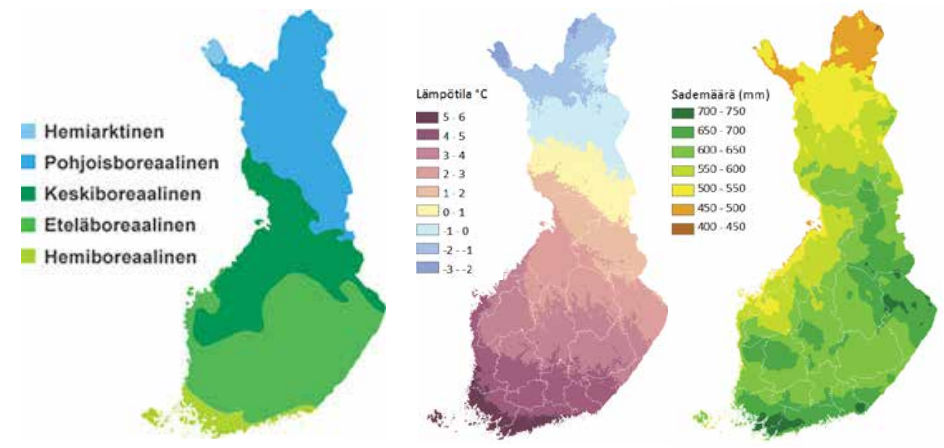 Hemiarktinen
Pohjoisboreaalinen
Keskiboreaalinen
Eteläboreaalinen
Hemiboreaalinen
Lämpötila °C
5 - 6
4 - 5
3 - 4
2 - 3
1 - 2
0 - 1
-1 - 0
-2 - -1
-3 - -2
Sademäärä (mm)
700 - 750
650 - 700
600 - 650
550 - 600
500 - 550
450 - 500
400 - 450